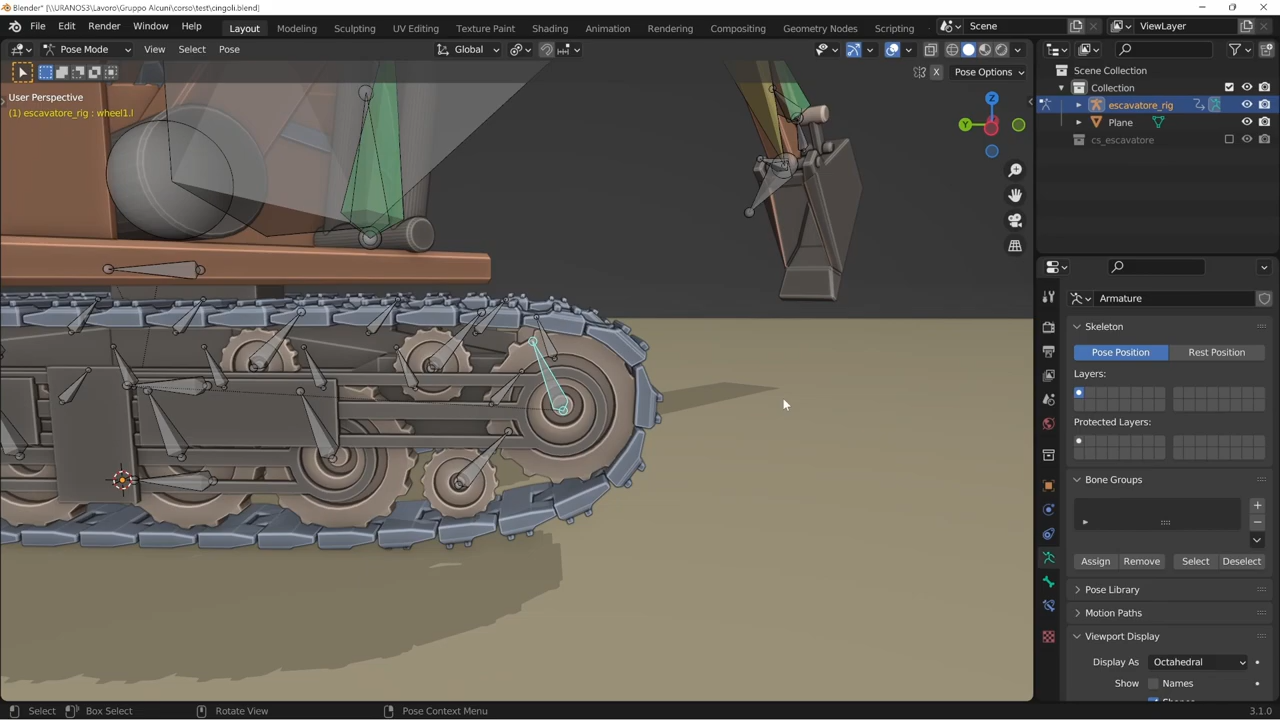 Blender* [\\URANOS3\Lavoro\Gruppo Alcuni\corso\test\cingoli.blend]
File Edit Render Window Help Layout Modeling Sculpting UV Editing Texture Paint Shading Animation Rendering Compositing Geometry Nodes Scripting Scene ViewLayer
Pose Mode View Select Pose Global
X Pose Options
User Perspective
(1) escavatore_rig : wheel1.l
Z
Y
Scene Collection
Collection
escavatore_rig
Plane
cs_escavatore
Armature
Skeleton
Pose Position Rest Position
Layers:
Protected Layers:
Bone Groups
Assign Remove Select Deselect
Pose Library
Motion Paths
Viewport Display
Display As Octahedral
Show Names
Select Box Select Rotate View Pose Context Menu 3.1.0